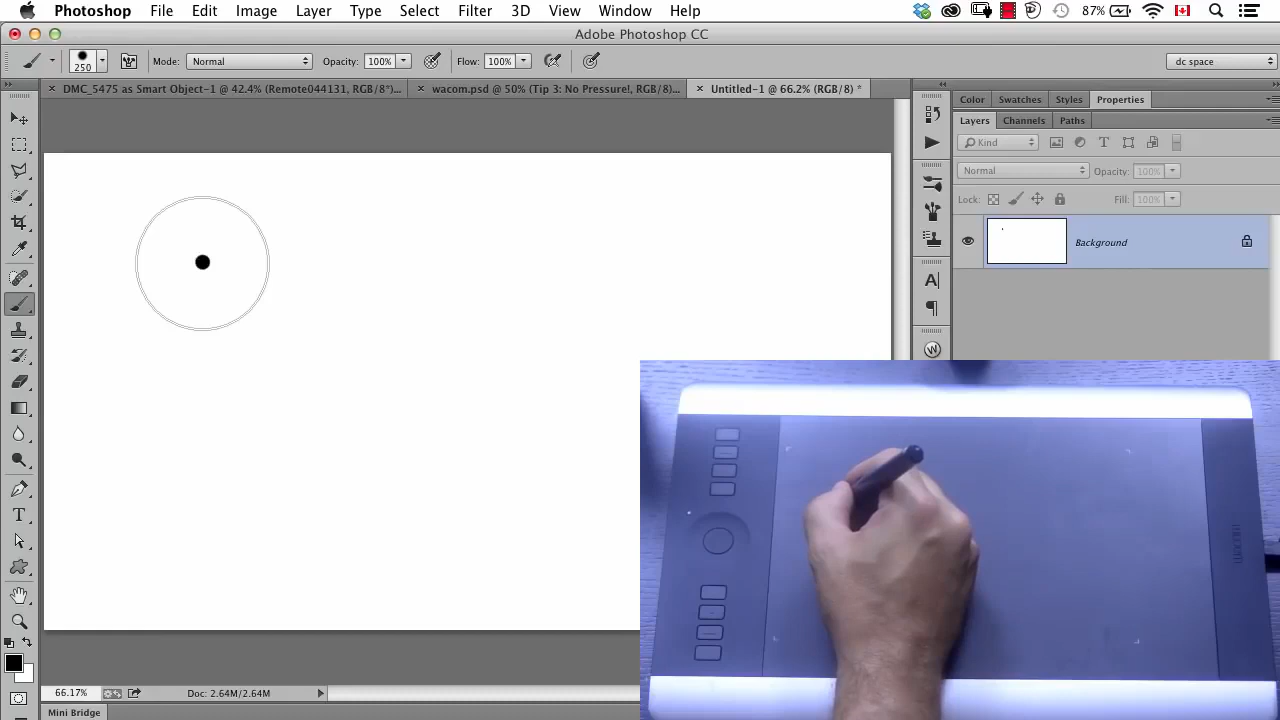 Photoshop File Edit Image Layer Type Select Filter 3D View Window Help 87%
Adobe Photoshop CC
250 Mode: Normal Opacity: 100% Flow: 100% dc space
DMC_5475 as Smart Object-1 @ 42.4% (Remote044131, RGB/8*)... wacom.psd @ 50% (Tip 3: No Pressure!, RGB/8)... Untitled-1 @ 66.2% (RGB/8) *
Color Swatches Styles Properties
Layers Channels Paths
Kind
Normal Opacity: 100%
Lock: Fill: 100%
Background
66.17% Doc: 2.64M/2.64M
Mini Bridge
wacom